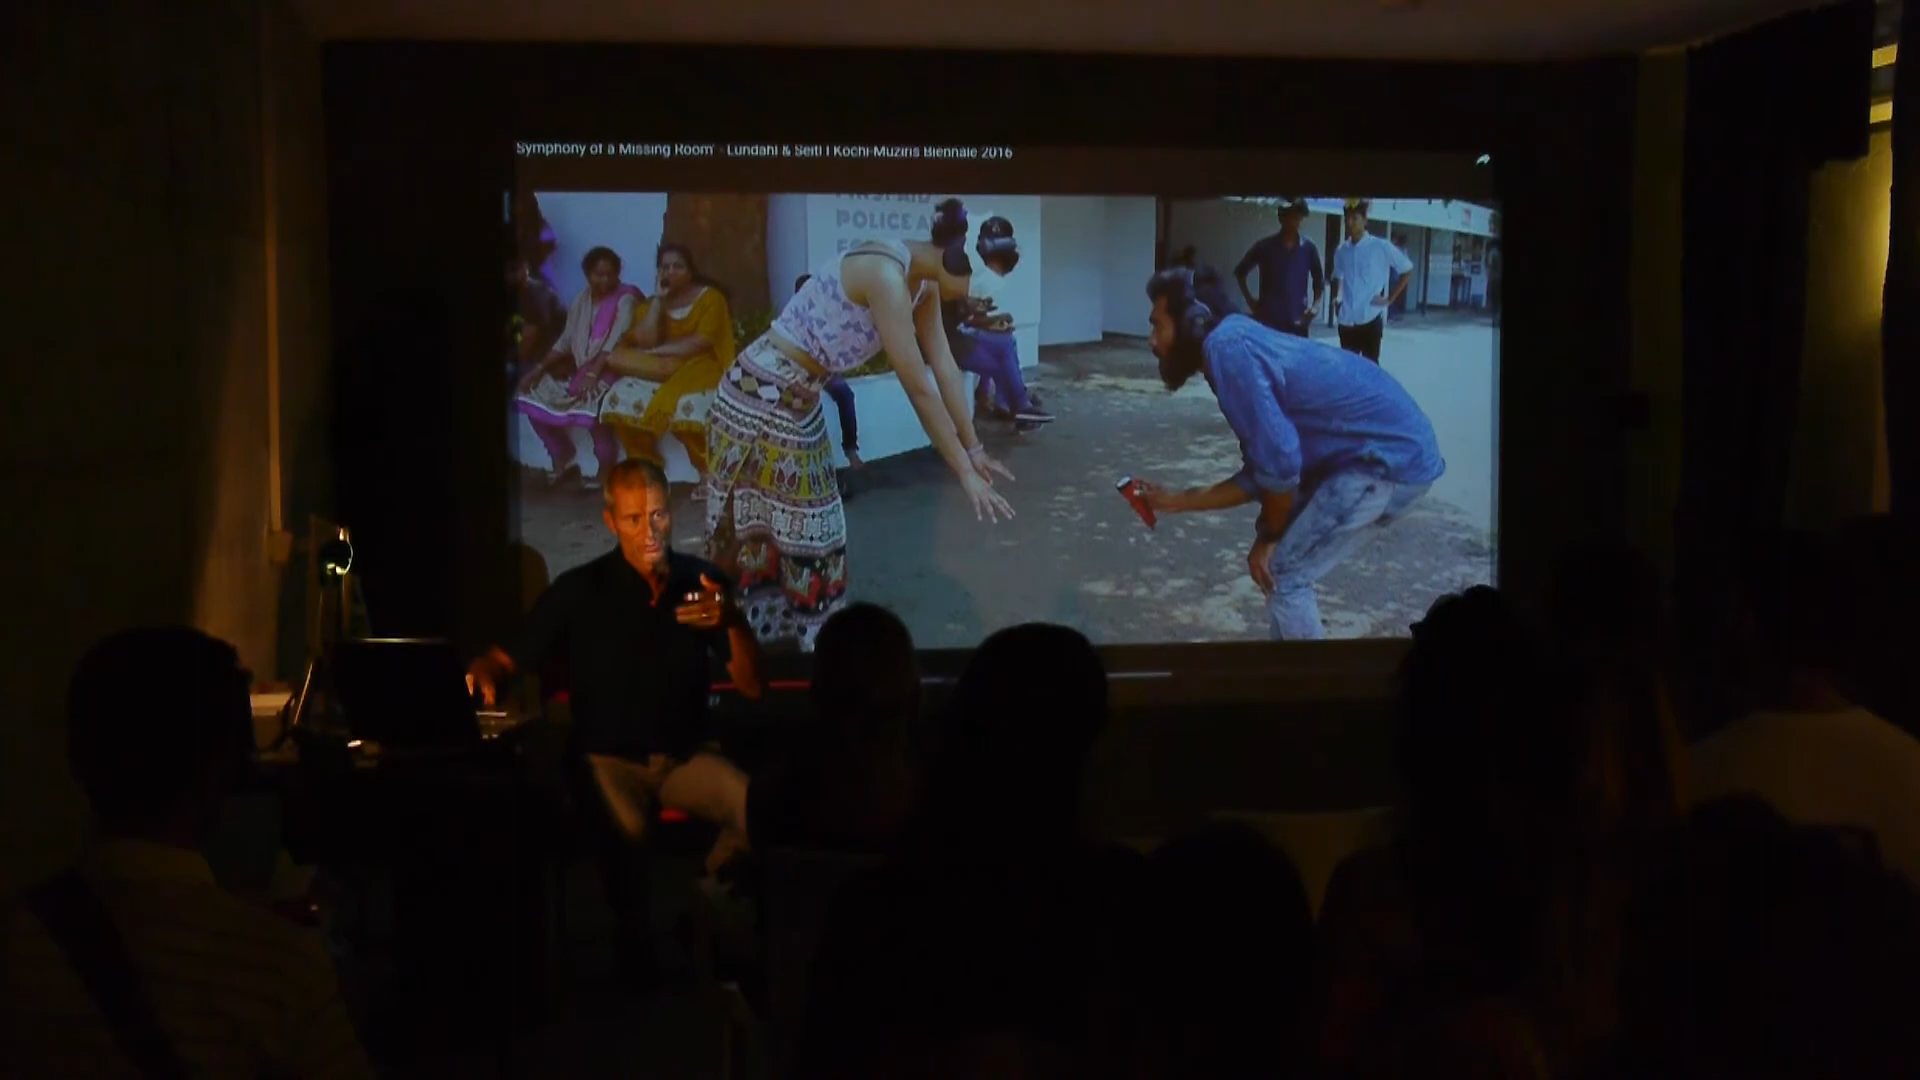 Symphony of a Missing Room' - Lundahl & Seitl | Kochi-Muziris Biennale 2016
POLICE